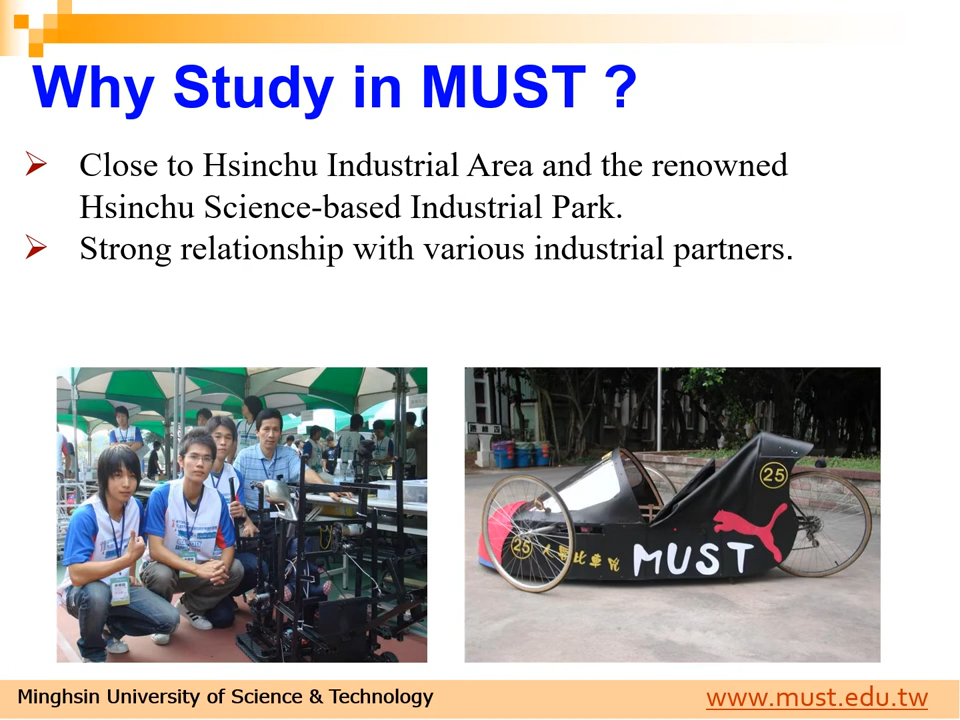 Why Study in MUST ?
➢ Close to Hsinchu Industrial Area and the renowned
Hsinchu Science-based Industrial Park.
➢ Strong relationship with various industrial partners.
25
25
MUST
Minghsin University of Science & Technology
www.must.edu.tw